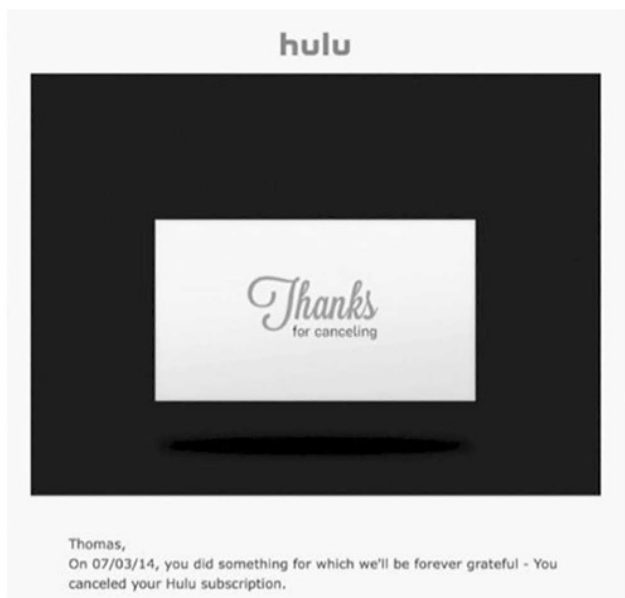 hulu
Thanks
for canceling
Thomas,
On 07/03/14, you did something for which we'll be forever grateful - You
canceled your Hulu subscription.